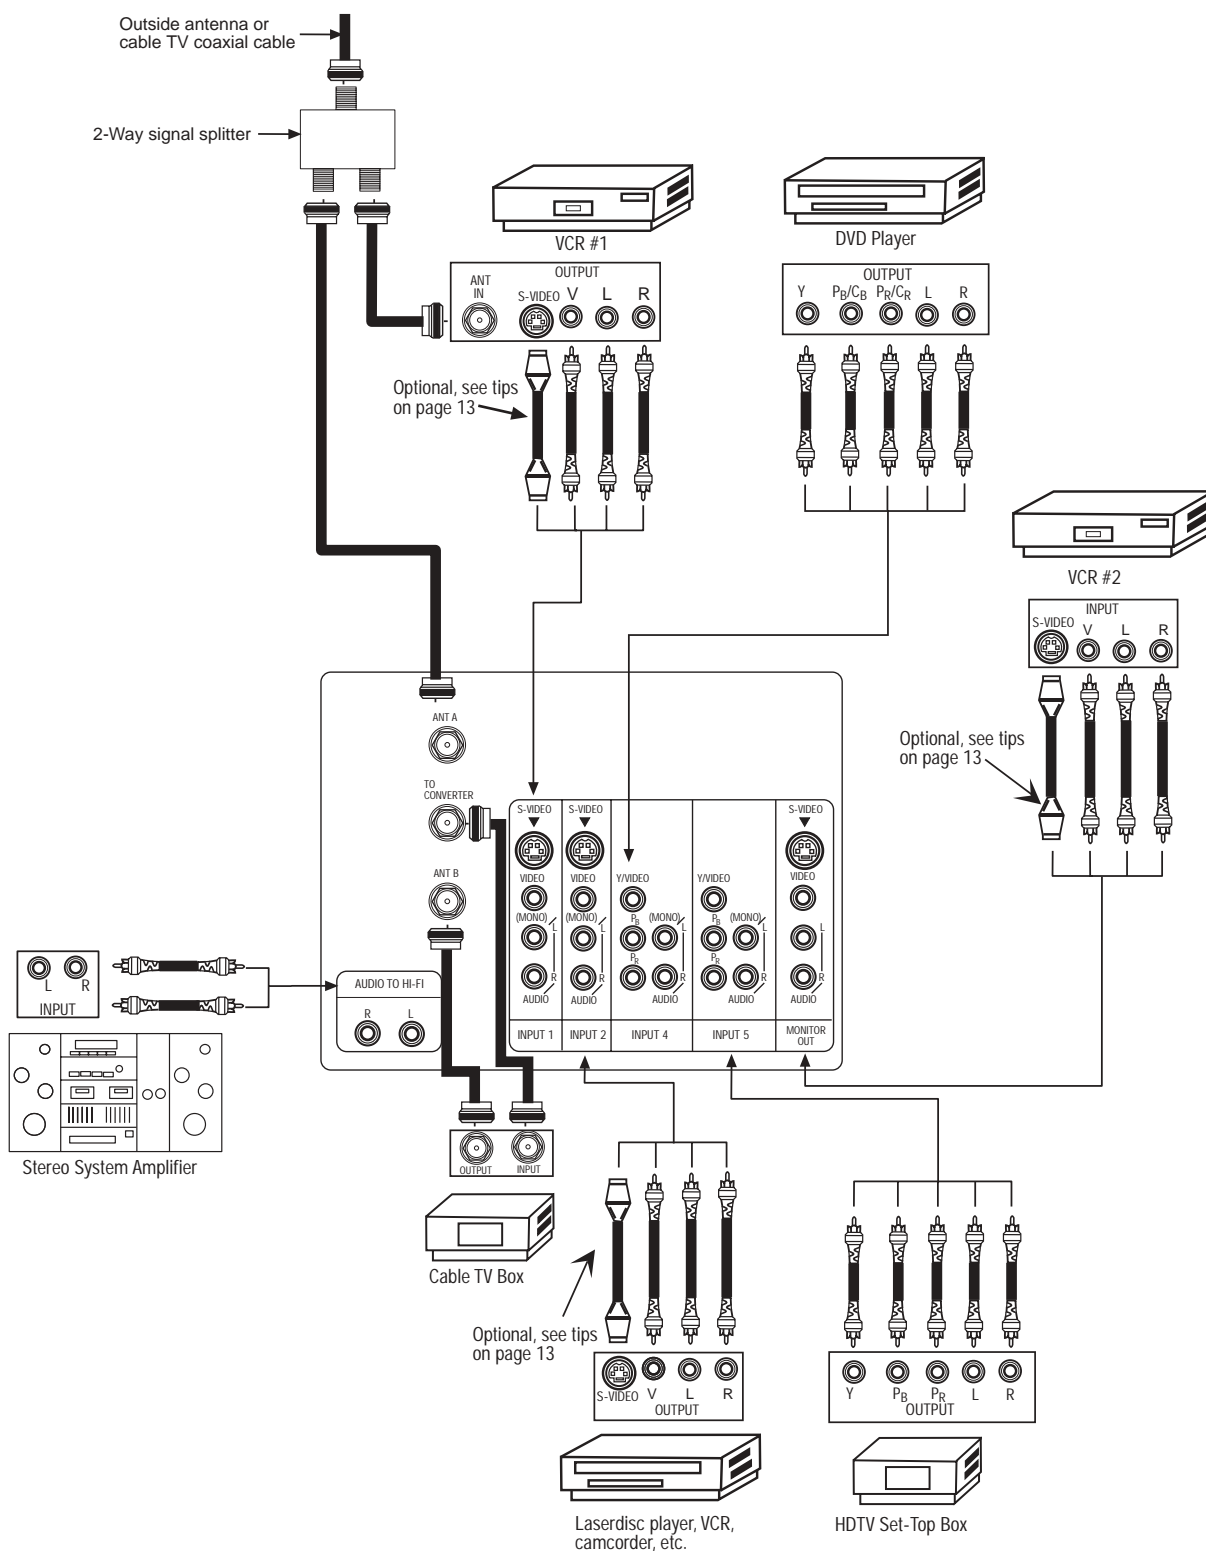 Outside antenna or
cable TV coaxial cable
2-Way signal splitter
VCR #1
DVD Player
OUTPUT
ANT
IN
S-VIDEO V L R
OUTPUT
Y PB/CB PR/CR L R
Optional, see tips
on page 13
VCR #2
INPUT
S-VIDEO V L R
Optional, see tips
on page 13
ANT A
TO
CONVERTER
ANT B
S-VIDEO
VIDEO
(MONO)
L
R
AUDIO
INPUT 1
S-VIDEO
VIDEO
(MONO)
L
R
AUDIO
INPUT 2
Y/VIDEO
PB (MONO)
L
PR
R
AUDIO
INPUT 4
Y/VIDEO
PB (MONO)
L
PR
R
AUDIO
INPUT 5
S-VIDEO
VIDEO
L
R
AUDIO
MONITOR
OUT
L R
INPUT
AUDIO TO HI-FI
R L
Stereo System Amplifier
OUTPUT INPUT
Cable TV Box
Optional, see tips
on page 13
S-VIDEO V L R
OUTPUT
Laserdisc player, VCR,
camcorder, etc.
Y PB PR L R
OUTPUT
HDTV Set-Top Box